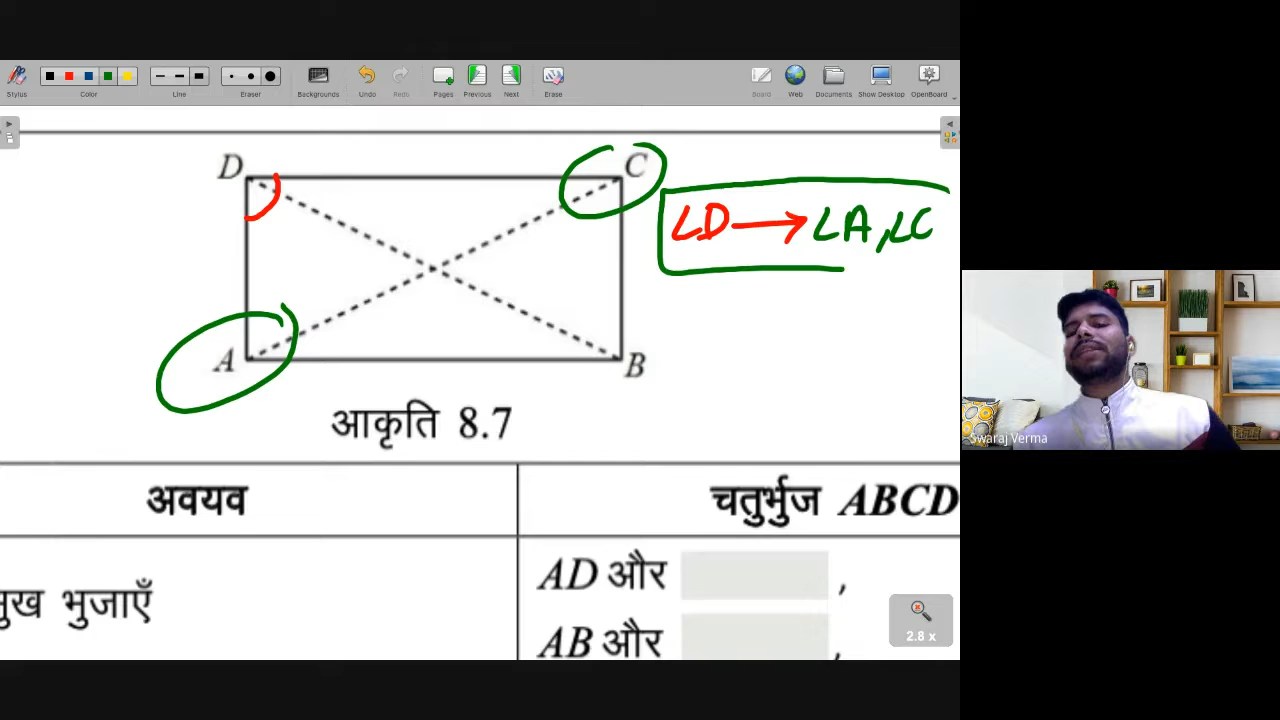 Stylus Color Line Eraser Backgrounds Undo Redo Pages Previous Next Erase Board Web Documents Show Desktop OpenBoard
D C
∠D → ∠A, ∠C
A B
आकृति 8.7
Swaraj Verma
अवयव चतुर्भुज ABCD
AD और ,
भुजाएँ
AB और ,
2.8 x